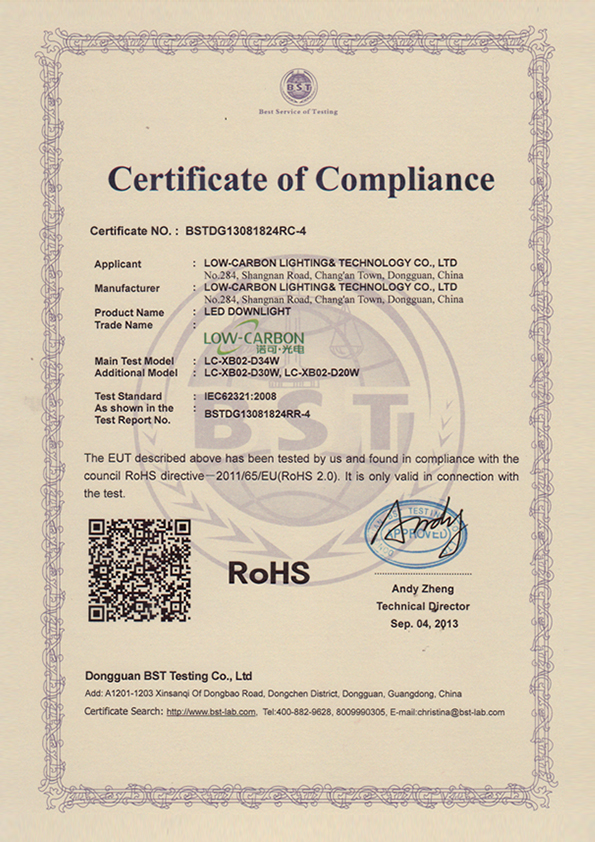 BST
Best Service of Testing
Certificate of Compliance
Certificate NO. : BSTDG13081824RC-4
Applicant : LOW-CARBON LIGHTING& TECHNOLOGY CO., LTD
No.284, Shangnan Road, Chang'an Town, Dongguan, China
Manufacturer : LOW-CARBON LIGHTING& TECHNOLOGY CO., LTD
No.284, Shangnan Road, Chang'an Town, Dongguan, China
Product Name : LED DOWNLIGHT
Trade Name :
LOW-CARBON
诺可·光电
Main Test Model : LC-XB02-D34W
Additional Model : LC-XB02-D30W, LC-XB02-D20W
Test Standard : IEC62321:2008
As shown in the :
Test Report No. BSTDG13081824RR-4
BST
The EUT described above has been tested by us and found in compliance with the
council RoHS directive－2011/65/EU(RoHS 2.0). It is only valid in connection with
the test.
TESTING
APPROVED
Andy
RoHS
Andy Zheng
Technical Director
Sep. 04, 2013
Dongguan BST Testing Co., Ltd
Add: A1201-1203 Xinsanqi Of Dongbao Road, Dongchen District, Dongguan, Guangdong, China
Certificate Search: http://www.bst-lab.com, Tel:400-882-9628, 8009990305, E-mail:christina@bst-lab.com